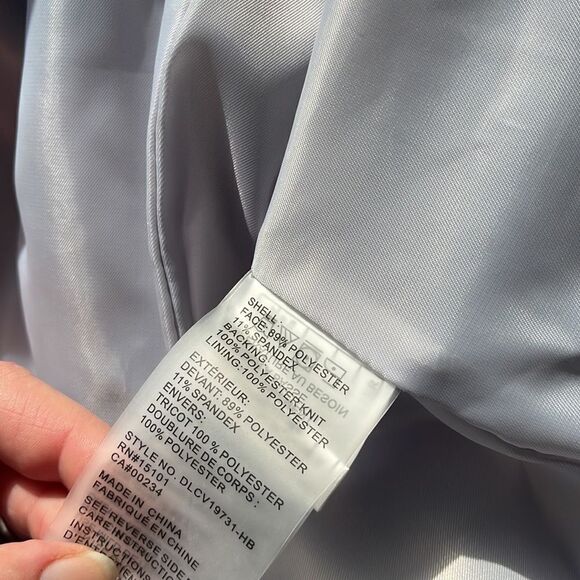 SHELL:
FACE: 89% POLYESTER
11% SPANDEX
BACKING:
100% POLYESTER KNIT
LINING:100% POLYESTER
EXTÉRIEUR:
DEVANT: 89% POLYESTER
11% SPANDEX
ENVERS:
TRICOT 100 % POLYESTER
DOUBLURE DE CORPS :
100% POLYESTER
STYLE NO. DLCV19731-HB
RN#15101
CA#00234
MADE IN CHINA
FABRIQUÉ EN CHINE
SEE REVERSE SIDE
CARE INSTRUCTION
INSTRUCTIONS
D'ENTRETIEN